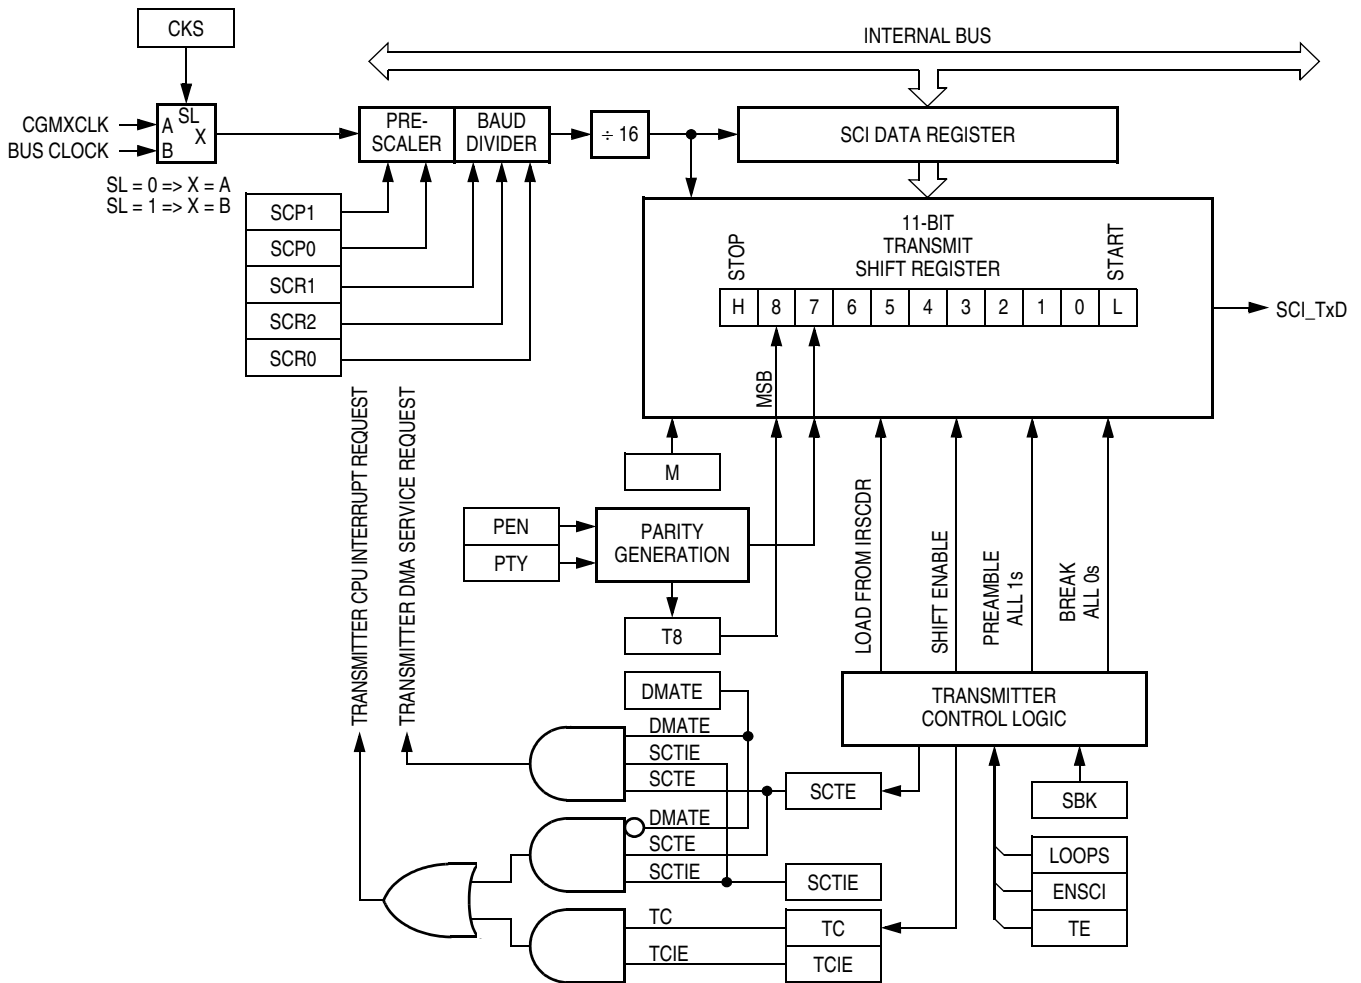 CKS
INTERNAL BUS
CGMXCLK
BUS CLOCK
A
SL
X
B
SL = 0 => X = A
SL = 1 => X = B
PRE-
SCALER
BAUD
DIVIDER
÷ 16
SCI DATA REGISTER
SCP1
SCP0
SCR1
SCR2
SCR0
11-BIT
TRANSMIT
SHIFT REGISTER
STOP
START
H 8 7 6 5 4 3 2 1 0 L
SCI_TxD
MSB
TRANSMITTER CPU INTERRUPT REQUEST
TRANSMITTER DMA SERVICE REQUEST
M
PEN
PTY
PARITY
GENERATION
T8
LOAD FROM IRSCDR
SHIFT ENABLE
PREAMBLE
ALL 1s
BREAK
ALL 0s
TRANSMITTER
CONTROL LOGIC
DMATE
DMATE
SCTIE
SCTE
SCTE
SBK
DMATE
SCTE
SCTIE
SCTIE
LOOPS
ENSCI
TE
TC
TC
TCIE
TCIE